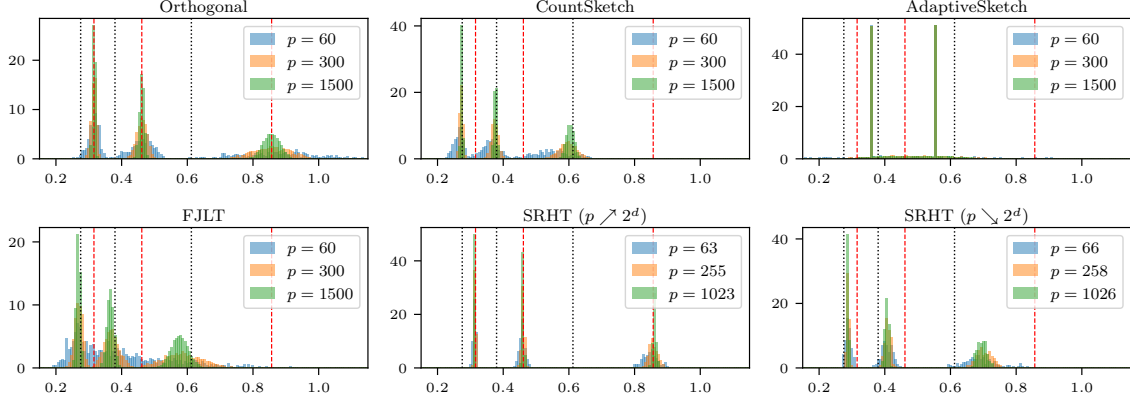 Orthogonal
20
10
0
0.2 0.4 0.6 0.8 1.0
p = 60
p = 300
p = 1500
CountSketch
40
20
0
0.2 0.4 0.6 0.8 1.0
p = 60
p = 300
p = 1500
AdaptiveSketch
40
20
0
0.2 0.4 0.6 0.8 1.0
p = 60
p = 300
p = 1500
FJLT
20
10
0
0.2 0.4 0.6 0.8 1.0
p = 60
p = 300
p = 1500
SRHT (p ↗ 2^d)
40
20
0
0.2 0.4 0.6 0.8 1.0
p = 63
p = 255
p = 1023
SRHT (p ↘ 2^d)
40
20
0
0.2 0.4 0.6 0.8 1.0
p = 66
p = 258
p = 1026